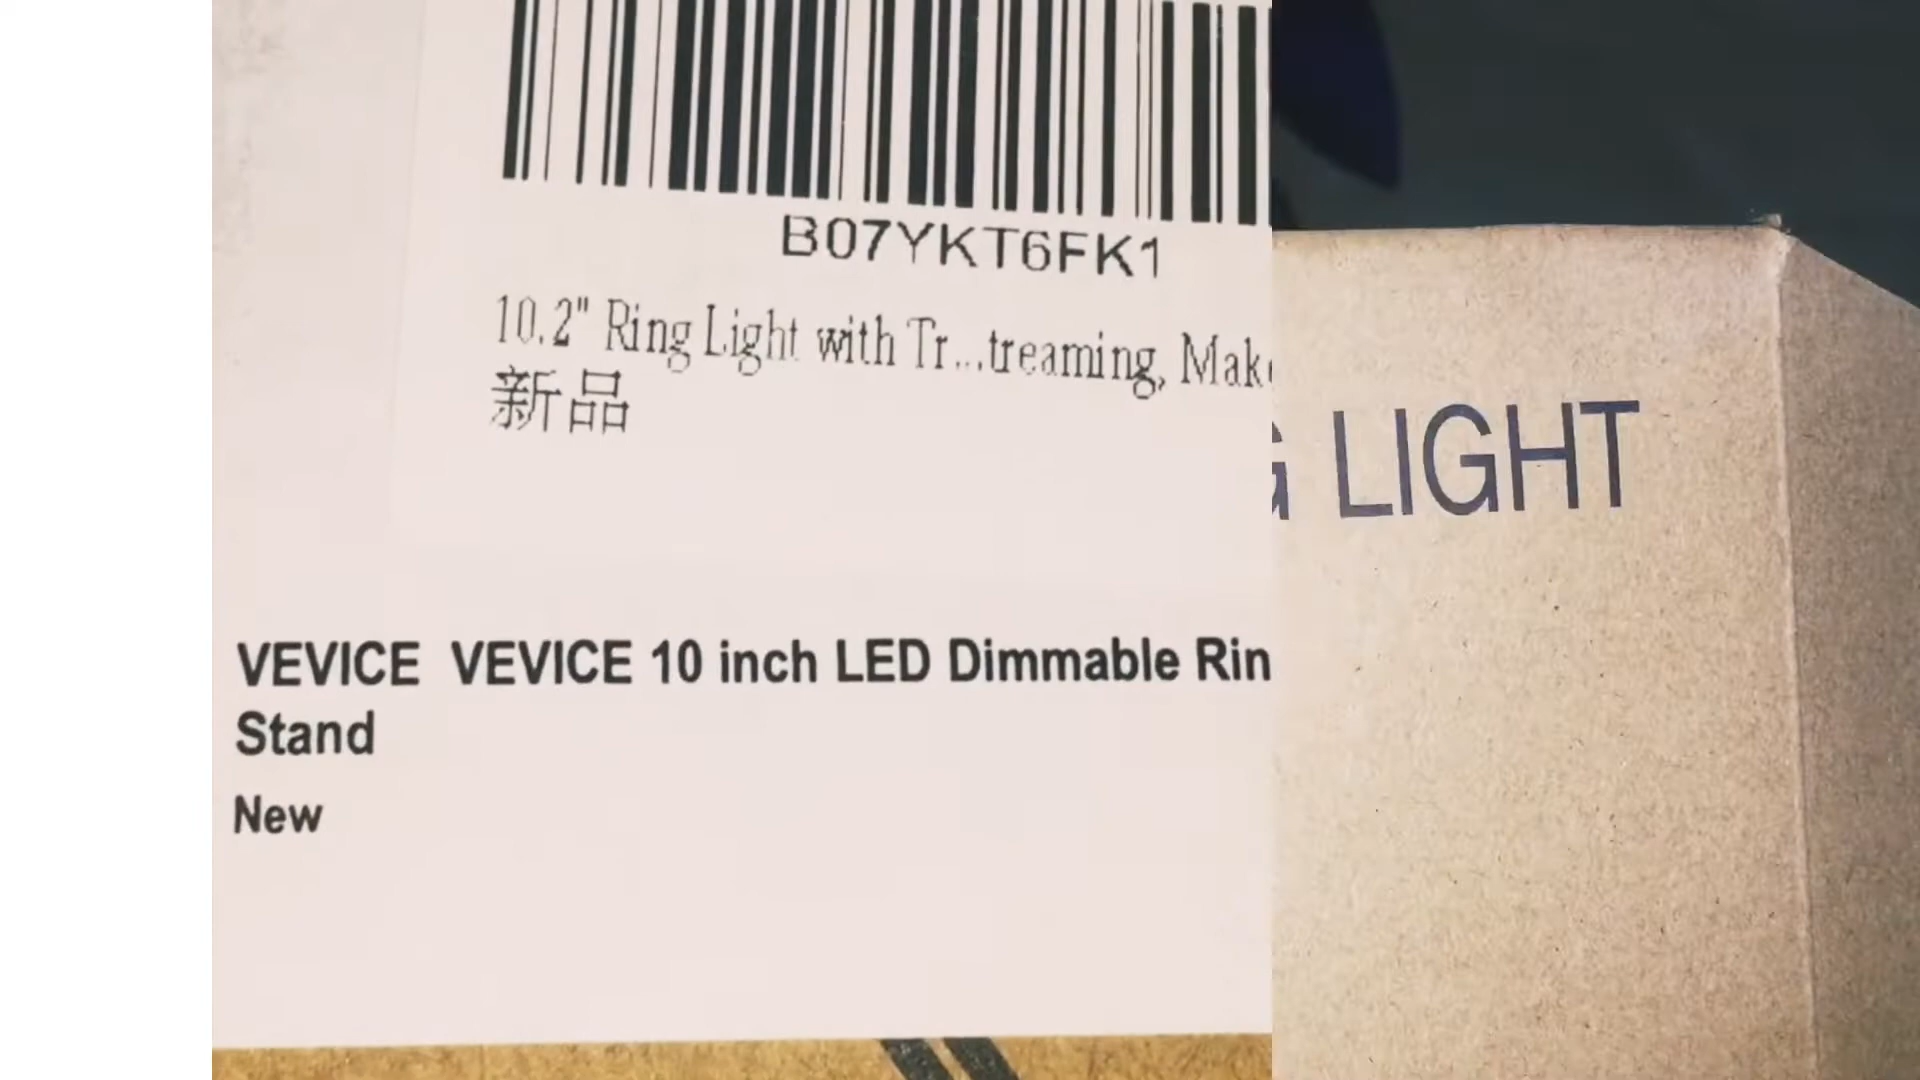 B07YKT6FK1
10.2" Ring Light with Tr...treaming, Mak
新品
VEVICE VEVICE 10 inch LED Dimmable Rin
Stand
New
G LIGHT